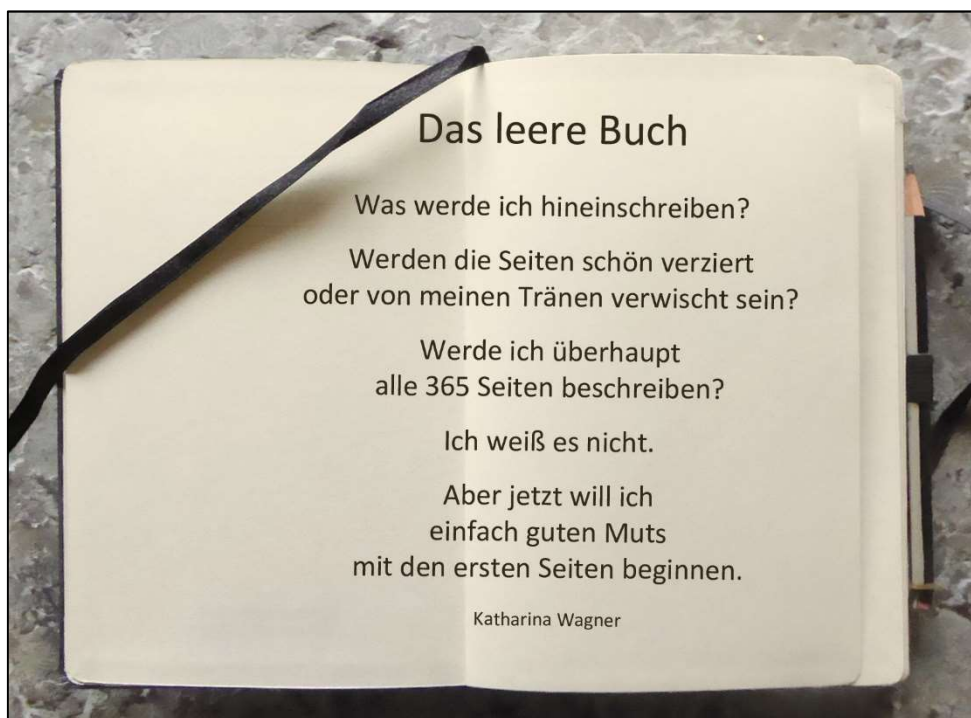 Das leere Buch
Was werde ich hineinschreiben?
Werden die Seiten schön verziert
oder von meinen Tränen verwischt sein?
Werde ich überhaupt
alle 365 Seiten beschreiben?
Ich weiß es nicht.
Aber jetzt will ich
einfach guten Muts
mit den ersten Seiten beginnen.
Katharina Wagner